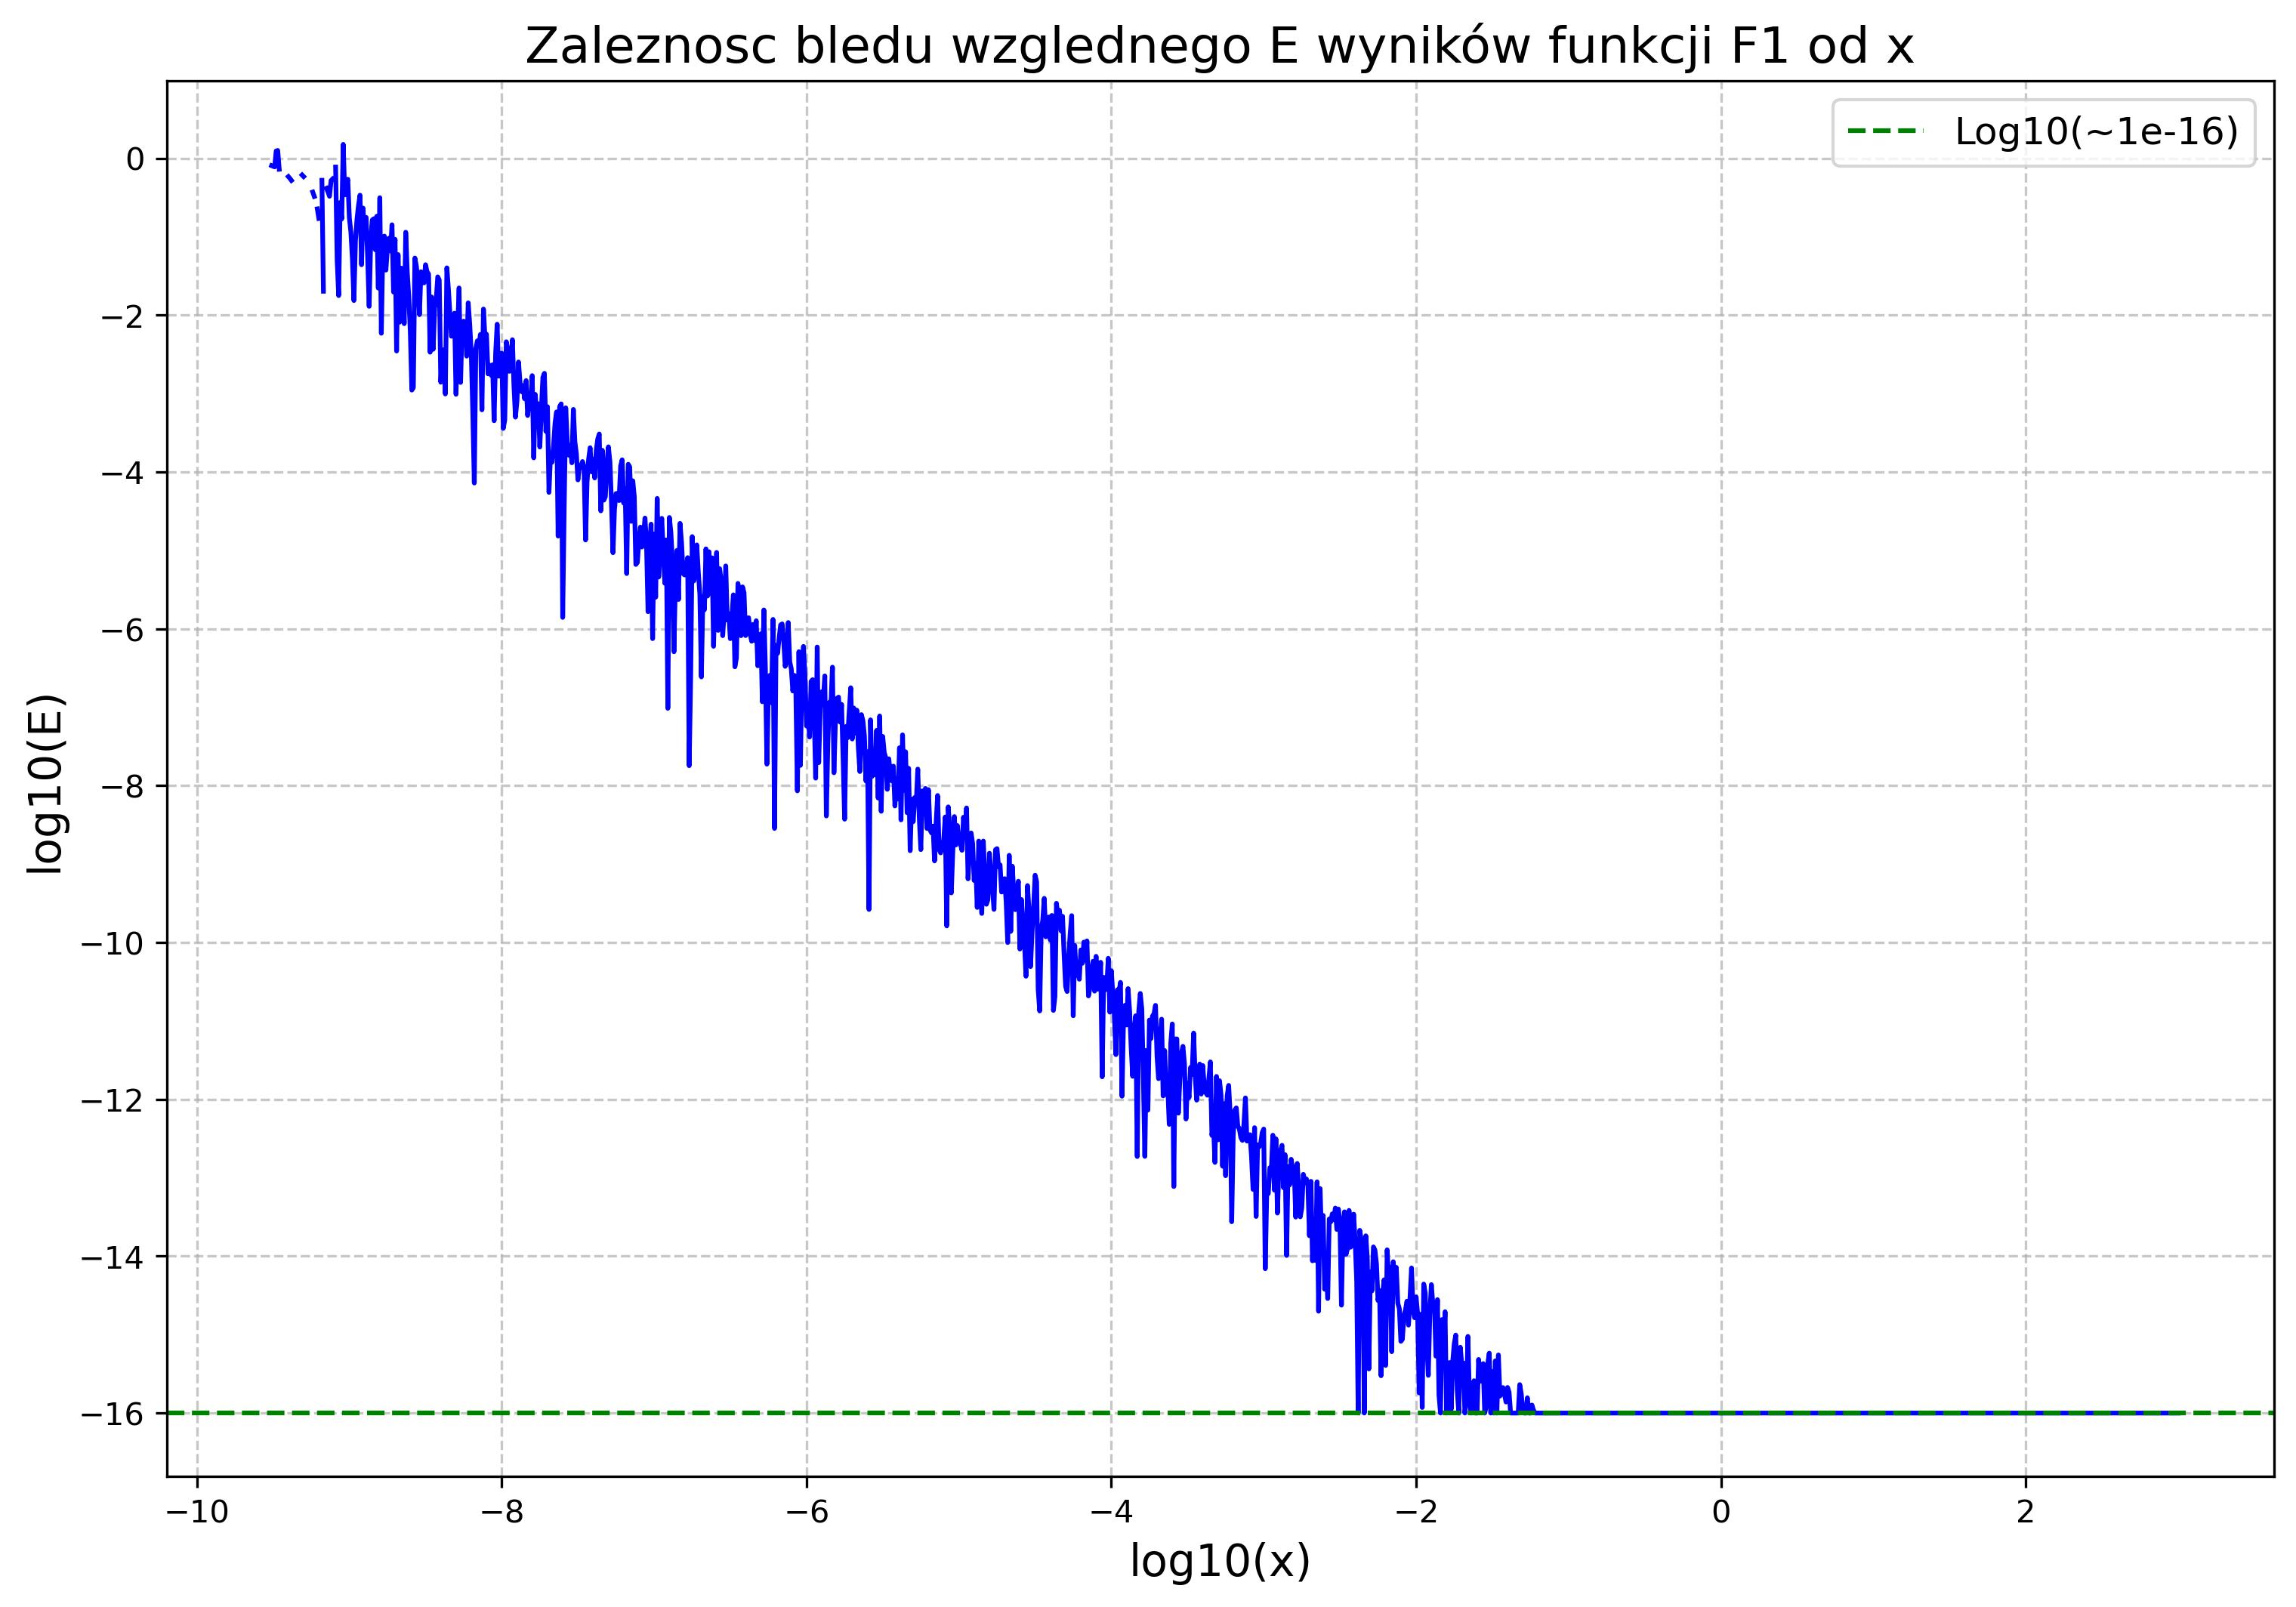 Zaleznosc bledu wzglednego E wyników funkcji F1 od x
Log10(~1e-16)
log10(E)
0
−2
−4
−6
−8
−10
−12
−14
−16
−10 −8 −6 −4 −2 0 2
log10(x)